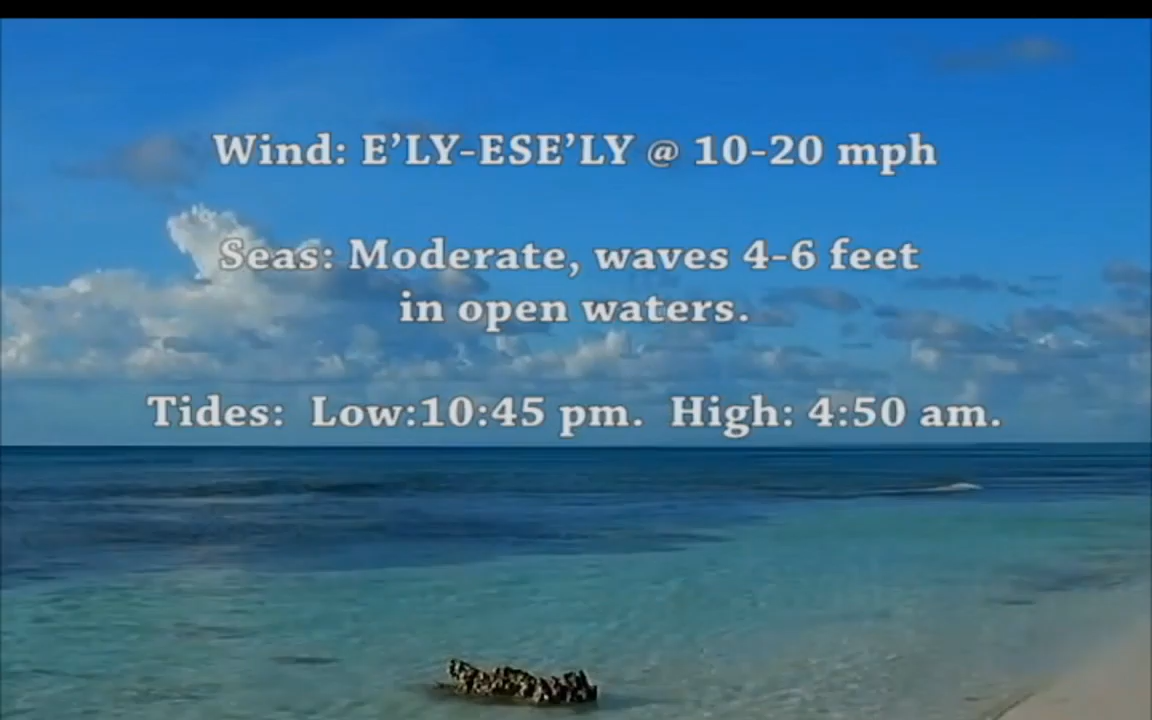 Wind: E’LY-ESE’LY @ 10-20 mph
Seas: Moderate, waves 4-6 feet
in open waters.
Tides:  Low:10:45 pm.  High: 4:50 am.